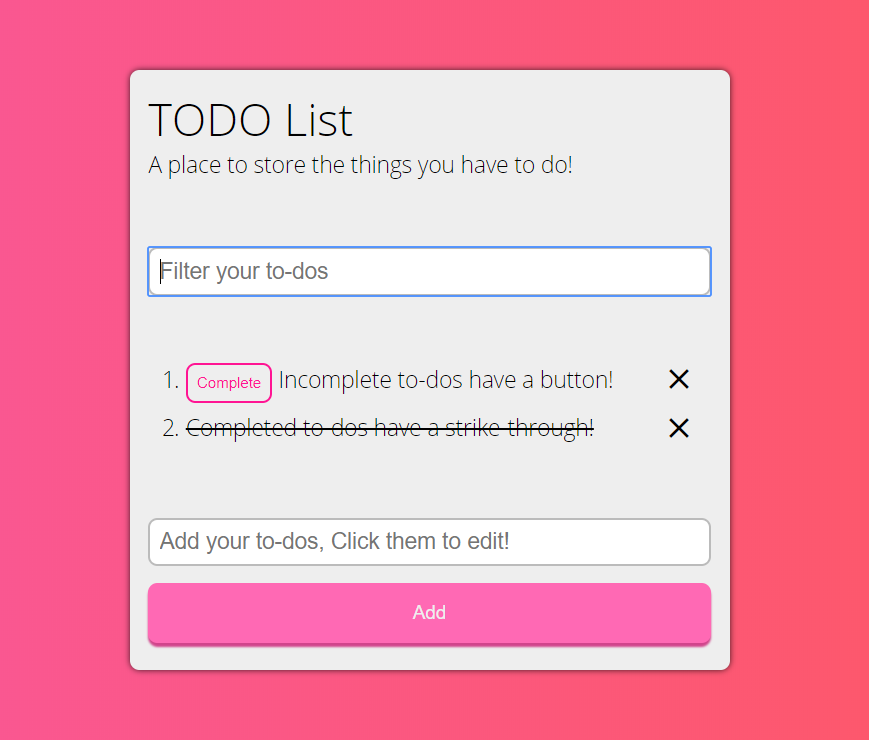 TODO List
A place to store the things you have to do!
Filter your to-dos
1. Complete Incomplete to-dos have a button!
2. Completed to-dos have a strike-through!
Add your to-dos, Click them to edit!
Add